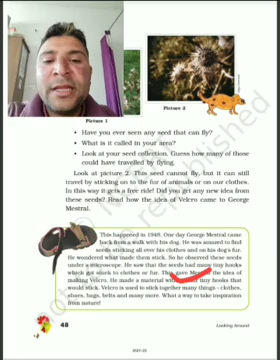 Picture 1
Picture 2
• Have you ever seen any seed that can fly?
• What is it called in your area?
• Look at your seed collection. Guess how many of those
could have travelled by flying.
Look at picture 2. This seed cannot fly, but it can still
travel by sticking on to the fur of animals or on our clothes.
In this way it gets a free ride! Did you get any new idea from
these seeds? Read how the idea of Velcro came to George
Mestral.
This happened in 1948. One day George Mestral came
back from a walk with his dog. He was amazed to find
seeds sticking all over his clothes and on his dog's fur.
He wondered what made them stick. So he observed these
seeds under a microscope. He saw that the seeds had many tiny hooks
which got stuck to clothes or fur. This gave the idea of
making Velcro. He made a material with tiny hooks that
would stick. Velcro is used to stick together many things – clothes,
shoes, bags, belts and many more. What a way to take inspiration
from nature!
48
Looking Around